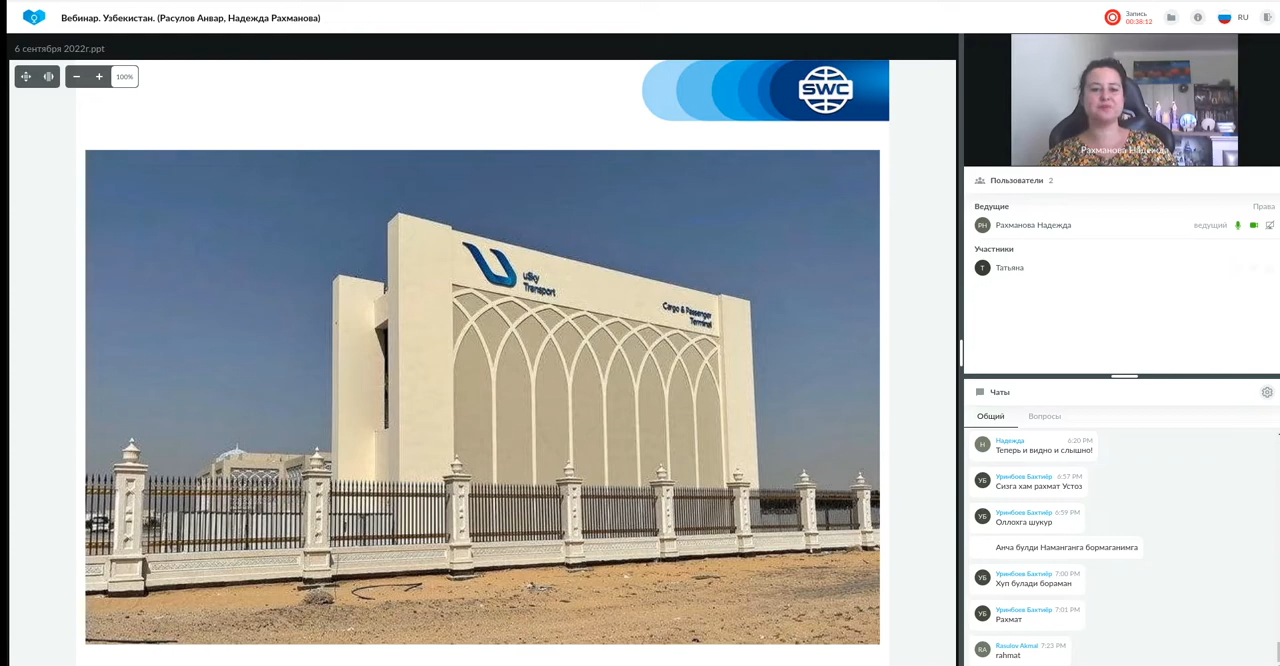 Вебинар. Узбекистан. (Расулов Анвар, Надежда Рахманова)
Запись
00:38:12
RU
6 сентября 2022г.ppt
100%
SWC
uSky
Transport
Cargo & Passenger
Terminal
Рахманова Надежда
Пользователи 2
Ведущие Права
РН Рахманова Надежда ведущий
Участники
Т Татьяна
Чаты
Общий Вопросы
Н Надежда 6:20 PM
Теперь и видно и слышно!
УБ Уринбоев Бахтиёр 6:57 PM
Сизга хам рахмат Устоз
УБ Уринбоев Бахтиёр 6:59 PM
Оллохга шукур
Анча булди Наманганга бормаганимга
УБ Уринбоев Бахтиёр 7:00 PM
Хуп булади бораман
УБ Уринбоев Бахтиёр 7:01 PM
Рахмат
RA Rasulov Akmal 7:23 PM
rahmat